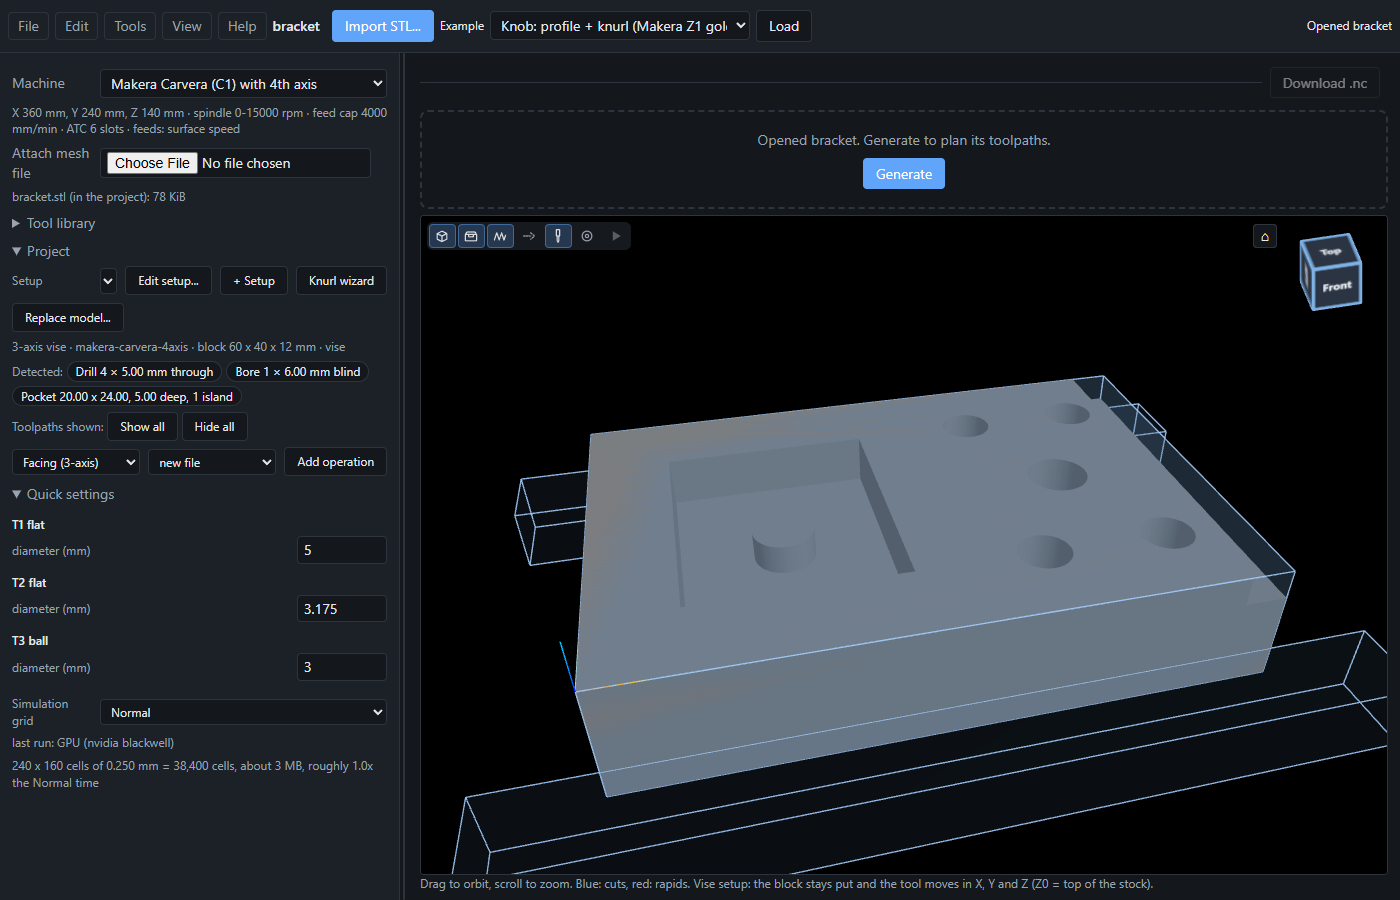 File Edit Tools View Help bracket Import STL... Example Knob: profile + knurl (Makera Z1 gol Load Opened bracket
Machine Makera Carvera (C1) with 4th axis
X 360 mm, Y 240 mm, Z 140 mm · spindle 0-15000 rpm · feed cap 4000
mm/min · ATC 6 slots · feeds: surface speed
Attach mesh
file Choose File No file chosen
bracket.stl (in the project): 78 KiB
Tool library
Project
Setup Edit setup... + Setup Knurl wizard
Replace model...
3-axis vise · makera-carvera-4axis · block 60 x 40 x 12 mm · vise
Detected: Drill 4 × 5.00 mm through Bore 1 × 6.00 mm blind
Pocket 20.00 x 24.00, 5.00 deep, 1 island
Toolpaths shown: Show all Hide all
Facing (3-axis) new file Add operation
Quick settings
T1 flat
diameter (mm) 5
T2 flat
diameter (mm) 3.175
T3 ball
diameter (mm) 3
Simulation
grid Normal
last run: GPU (nvidia blackwell)
240 x 160 cells of 0.250 mm = 38,400 cells, about 3 MB, roughly 1.0x
the Normal time
Download .nc
Opened bracket. Generate to plan its toolpaths.
Generate
Top
Front
Drag to orbit, scroll to zoom. Blue: cuts, red: rapids. Vise setup: the block stays put and the tool moves in X, Y and Z (Z0 = top of the stock).